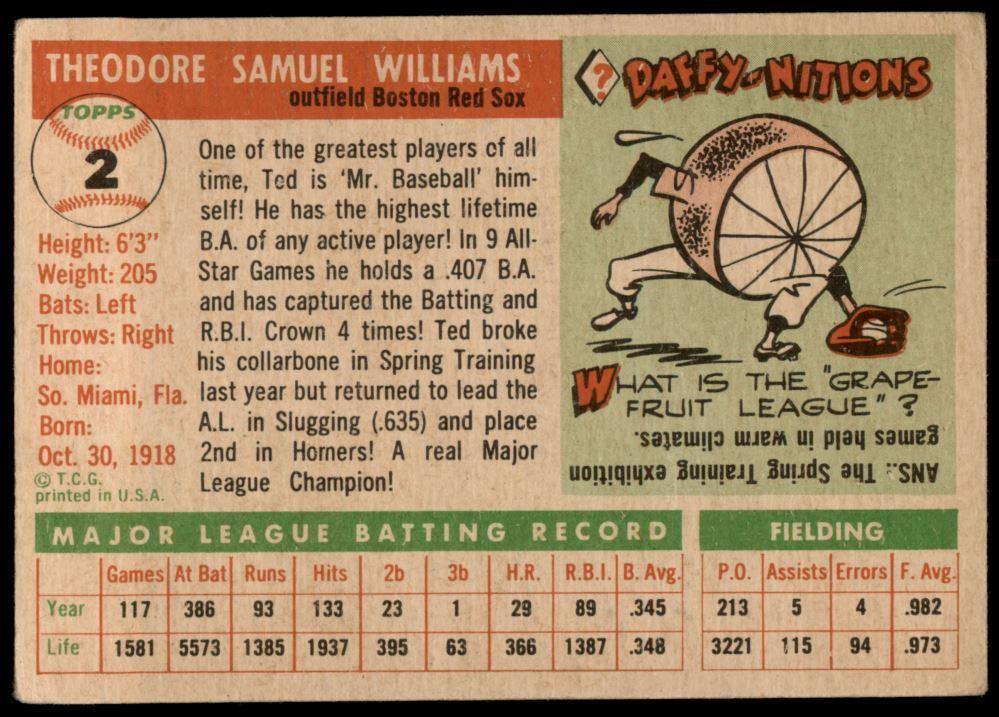 THEODORE SAMUEL WILLIAMS
outfield Boston Red Sox
TOPPS
2
Height: 6'3"
Weight: 205
Bats: Left
Throws: Right
Home:
So. Miami, Fla.
Born:
Oct. 30, 1918
© T.C.G.
printed in U.S.A.
One of the greatest players of all
time, Ted is 'Mr. Baseball' him-
self! He has the highest lifetime
B.A. of any active player! In 9 All-
Star Games he holds a .407 B.A.
and has captured the Batting and
R.B.I. Crown 4 times! Ted broke
his collarbone in Spring Training
last year but returned to lead the
A.L. in Slugging (.635) and place
2nd in Homers! A real Major
League Champion!
? DAFFY-NITIONS
WHAT IS THE "GRAPE-
FRUIT LEAGUE"?
ANS.: The Spring Training exhibition
games held in warm climates.
MAJOR LEAGUE BATTING RECORD
Games At Bat Runs Hits 2b 3b H.R. R.B.I. B. Avg.
Year 117 386 93 133 23 1 29 89 .345
Life 1581 5573 1385 1937 395 63 366 1387 .348
FIELDING
P.O. Assists Errors F. Avg.
213 5 4 .982
3221 115 94 .973